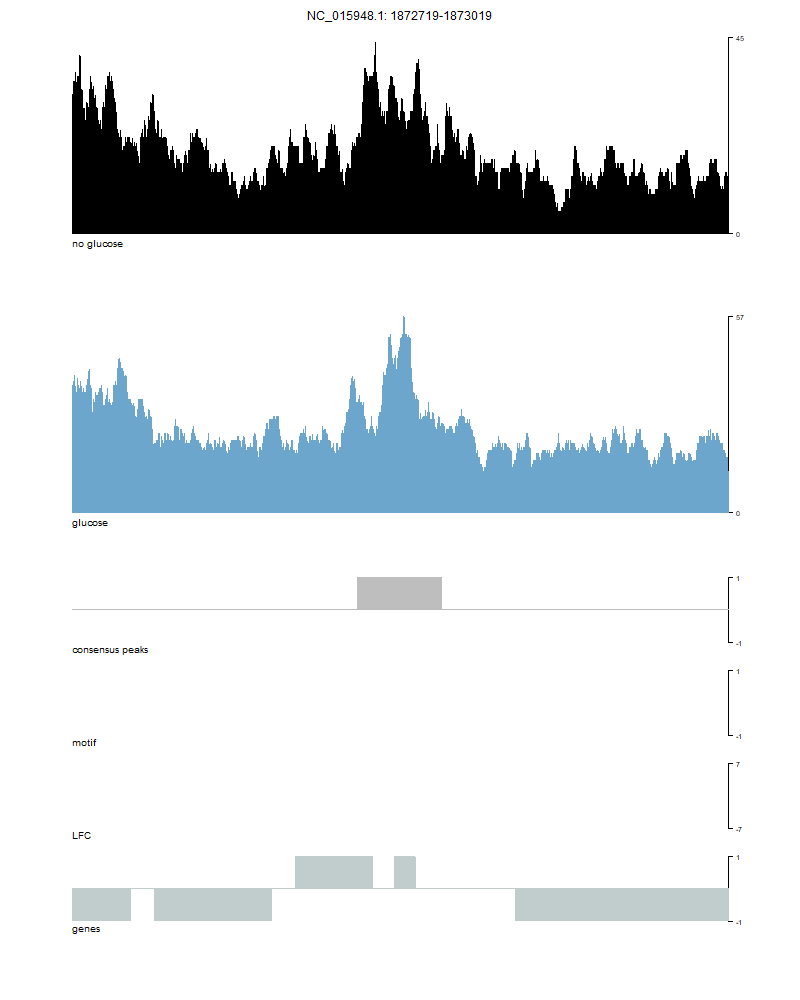 NC_015948.1: 1872719-1873019
45
0
no glucose
57
0
glucose
1
-1
consensus peaks
1
-1
motif
7
-7
LFC
1
-1
genes